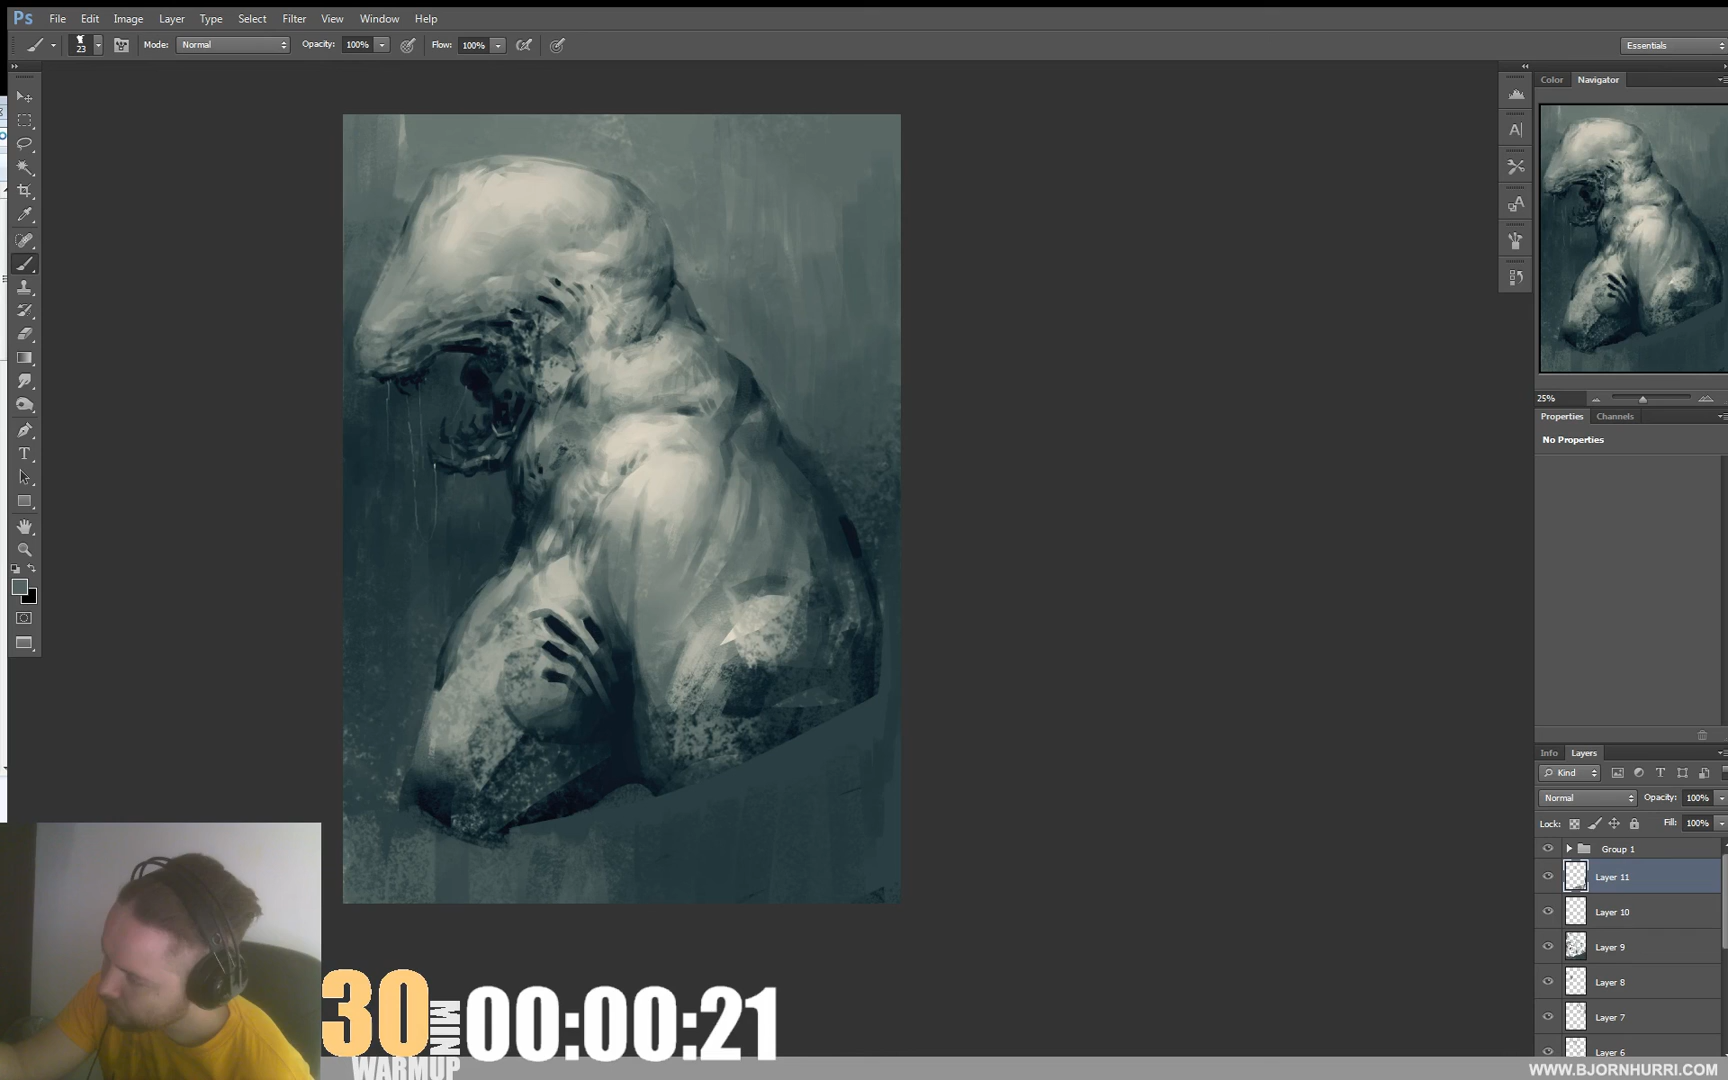 Ps File Edit Image Layer Type Select Filter View Window Help
23 Mode: Normal Opacity: 100% Flow: 100% Essentials
Color Navigator
25%
Properties Channels
No Properties
Info Layers
Kind
Normal Opacity: 100%
Lock: Fill: 100%
Group 1
Layer 11
Layer 10
Layer 9
Layer 8
Layer 7
Layer 6
30 MIN 00:00:21
WARMUP
WWW.BJORNHURRI.COM